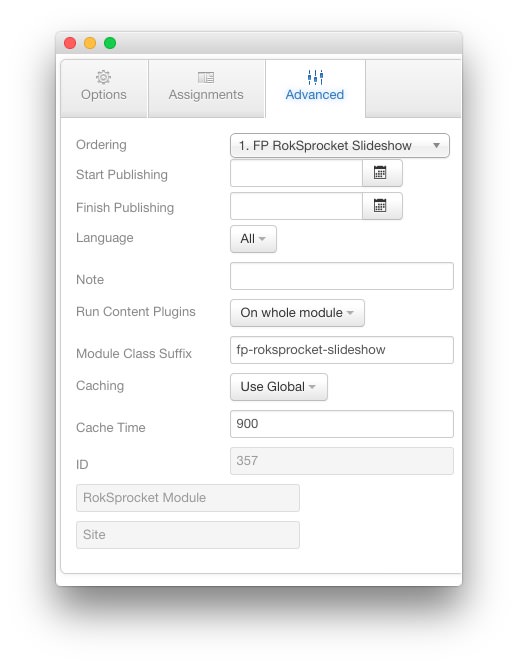 Options
Assignments
Advanced
Ordering 1. FP RokSprocket Slideshow
Start Publishing
Finish Publishing
Language All
Note
Run Content Plugins On whole module
Module Class Suffix fp-roksprocket-slideshow
Caching Use Global
Cache Time 900
ID 357
RokSprocket Module
Site